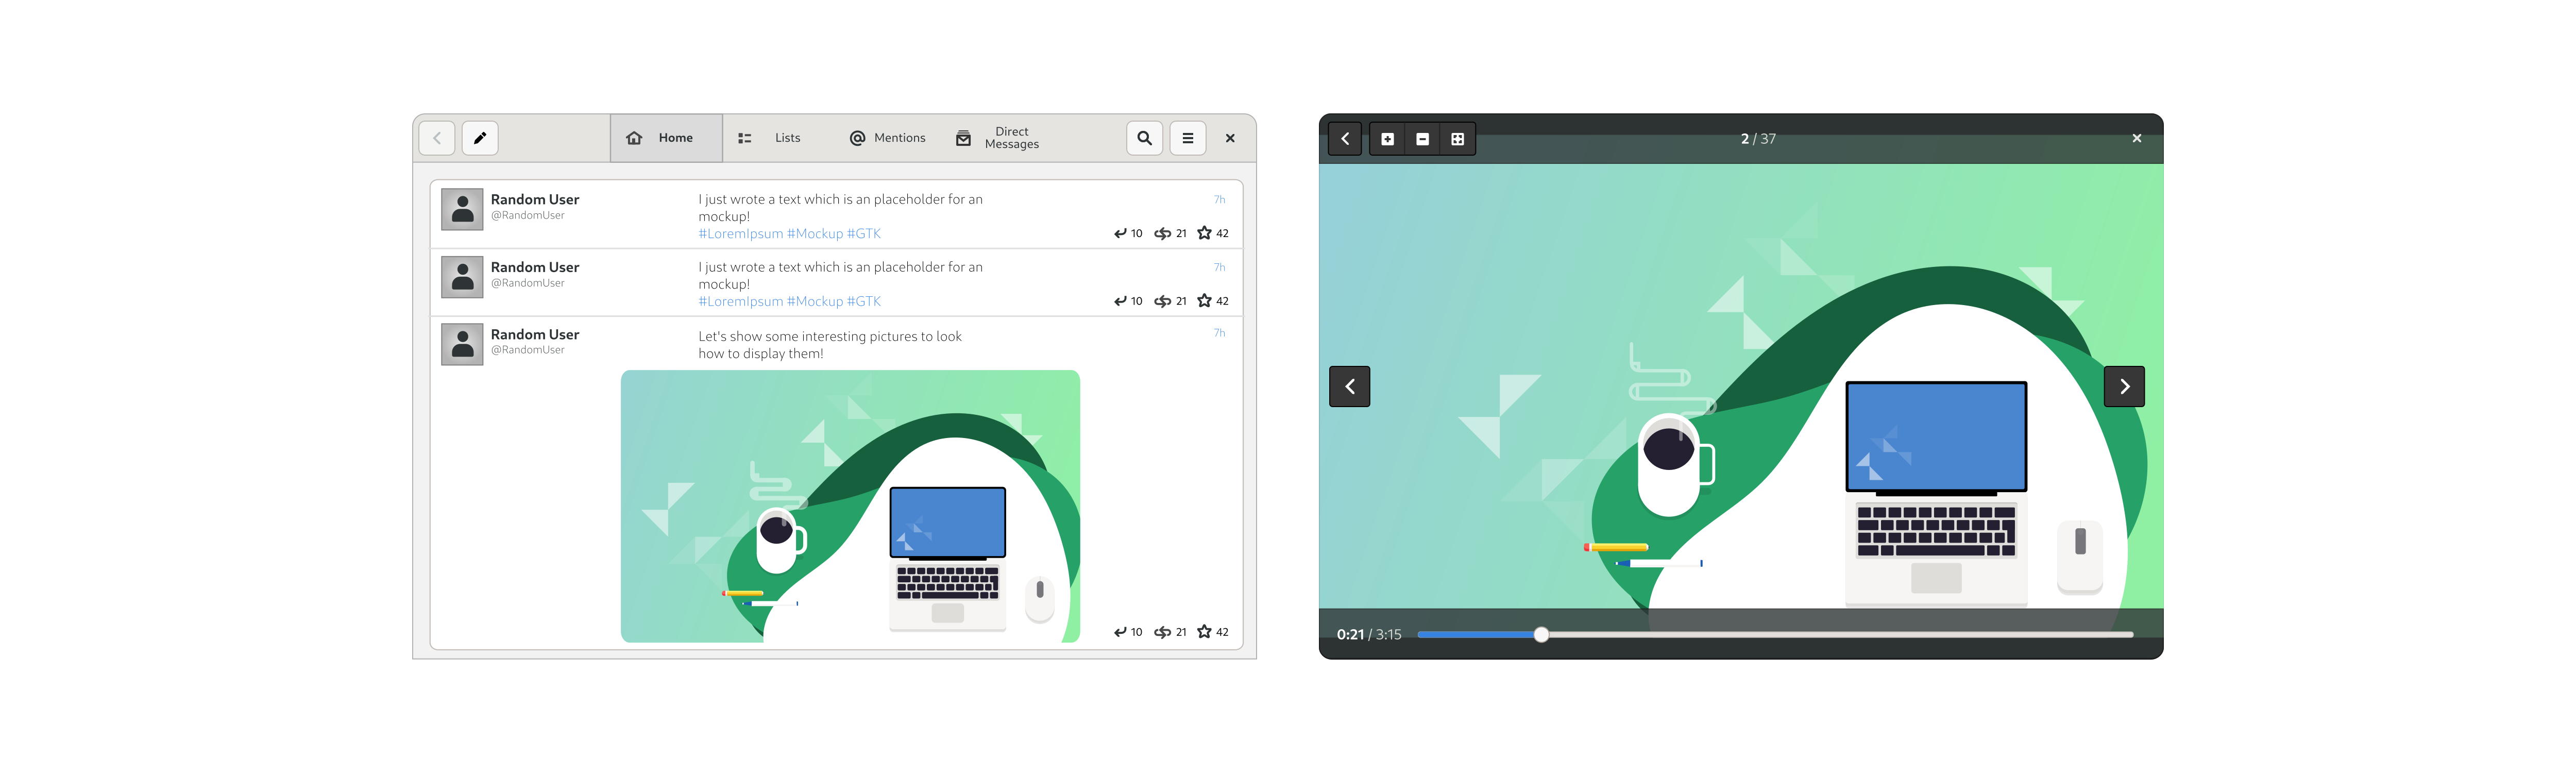 Home
Lists
Mentions
Direct
Messages
Random User
@RandomUser
I just wrote a text which is an placeholder for an
mockup!
#LoremIpsum #Mockup #GTK
7h
10 21 42
Random User
@RandomUser
I just wrote a text which is an placeholder for an
mockup!
#LoremIpsum #Mockup #GTK
7h
10 21 42
Random User
@RandomUser
Let's show some interesting pictures to look
how to display them!
7h
10 21 42
2 / 37
0:21 / 3:15